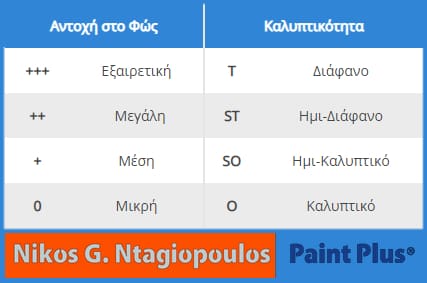 Αντοχή στο Φώς Καλυπτικότητα
+++ Εξαιρετική T Διάφανο
++ Μεγάλη ST Ημι-Διάφανο
+ Μέση SO Ημι-Καλυπτικό
0 Μικρή O Καλυπτικό
Nikos G. Ntagiopoulos Paint Plus®